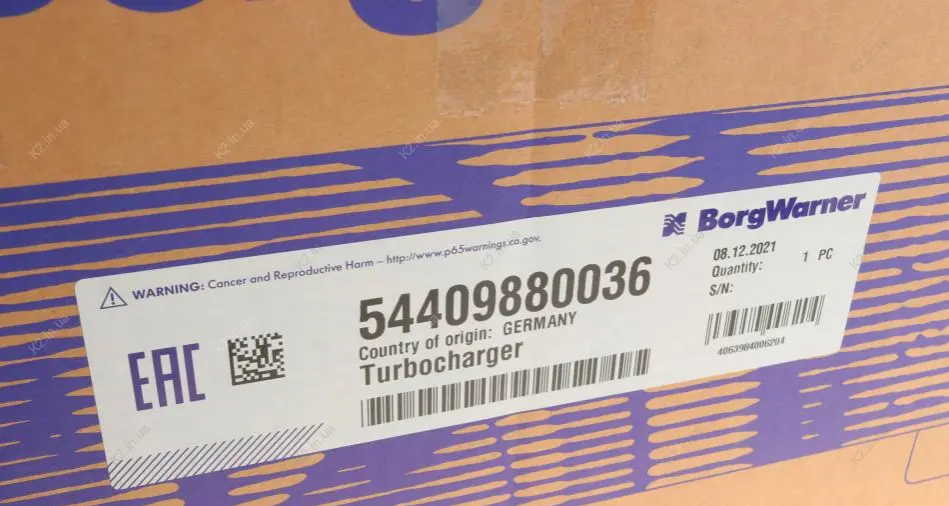 WARNING: Cancer and Reproductive Harm – http://www.p65warnings.ca.gov.
EAC
54409880036
Country of origin: GERMANY
Turbocharger
BorgWarner
08.12.2021
Quantity: 1 PC
S/N:
4063984006204
K2.in.ua